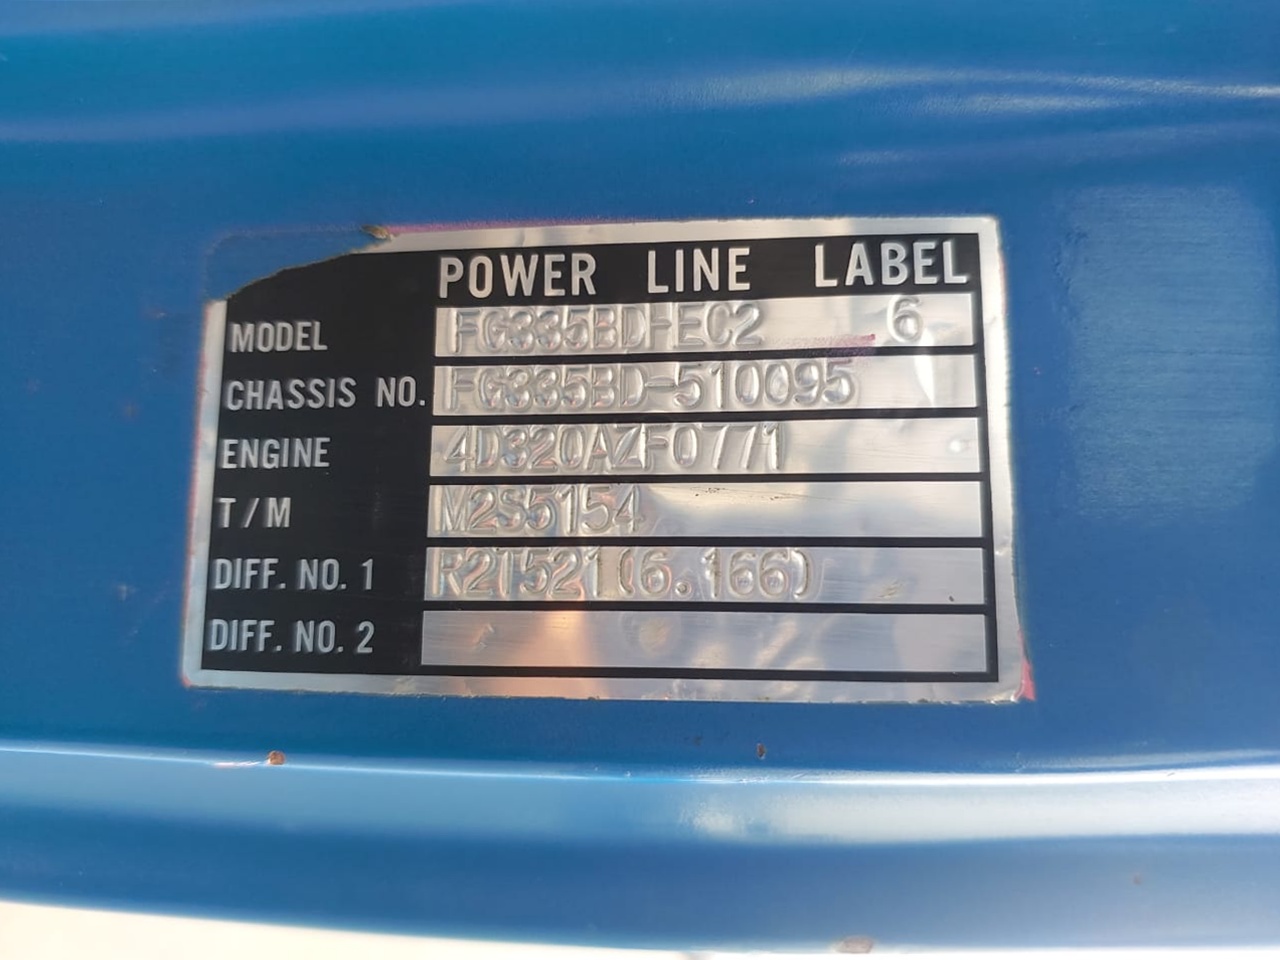 POWER LINE LABEL
MODEL FG335BDHEC2 6
CHASSIS NO. FG335BD-510095
ENGINE 4D320AZF0771
T/M M2S5154
DIFF. NO. 1 R2T521(6.166)
DIFF. NO. 2